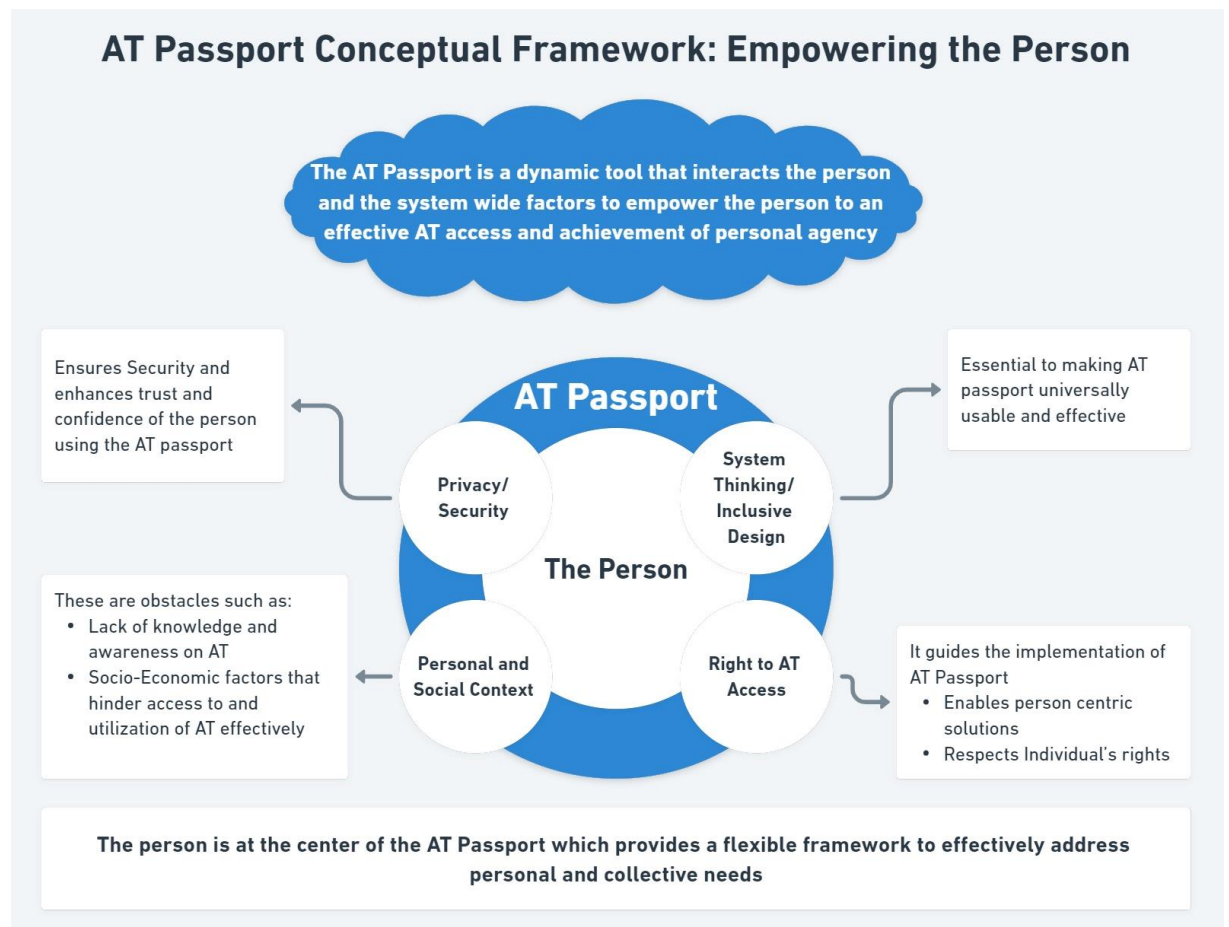 AT Passport Conceptual Framework: Empowering the Person
The AT Passport is a dynamic tool that interacts the person
and the system wide factors to empower the person to an
effective AT access and achievement of personal agency
Ensures Security and
enhances trust and
confidence of the person
using the AT passport
Essential to making AT
passport universally
usable and effective
AT Passport
Privacy/
Security
System
Thinking/
Inclusive
Design
The Person
These are obstacles such as:
• Lack of knowledge and
awareness on AT
• Socio-Economic factors that
hinder access to and
utilization of AT effectively
Personal and
Social Context
Right to AT
Access
It guides the implementation of
AT Passport
• Enables person centric
solutions
• Respects Individual’s rights
The person is at the center of the AT Passport which provides a flexible framework to effectively address
personal and collective needs